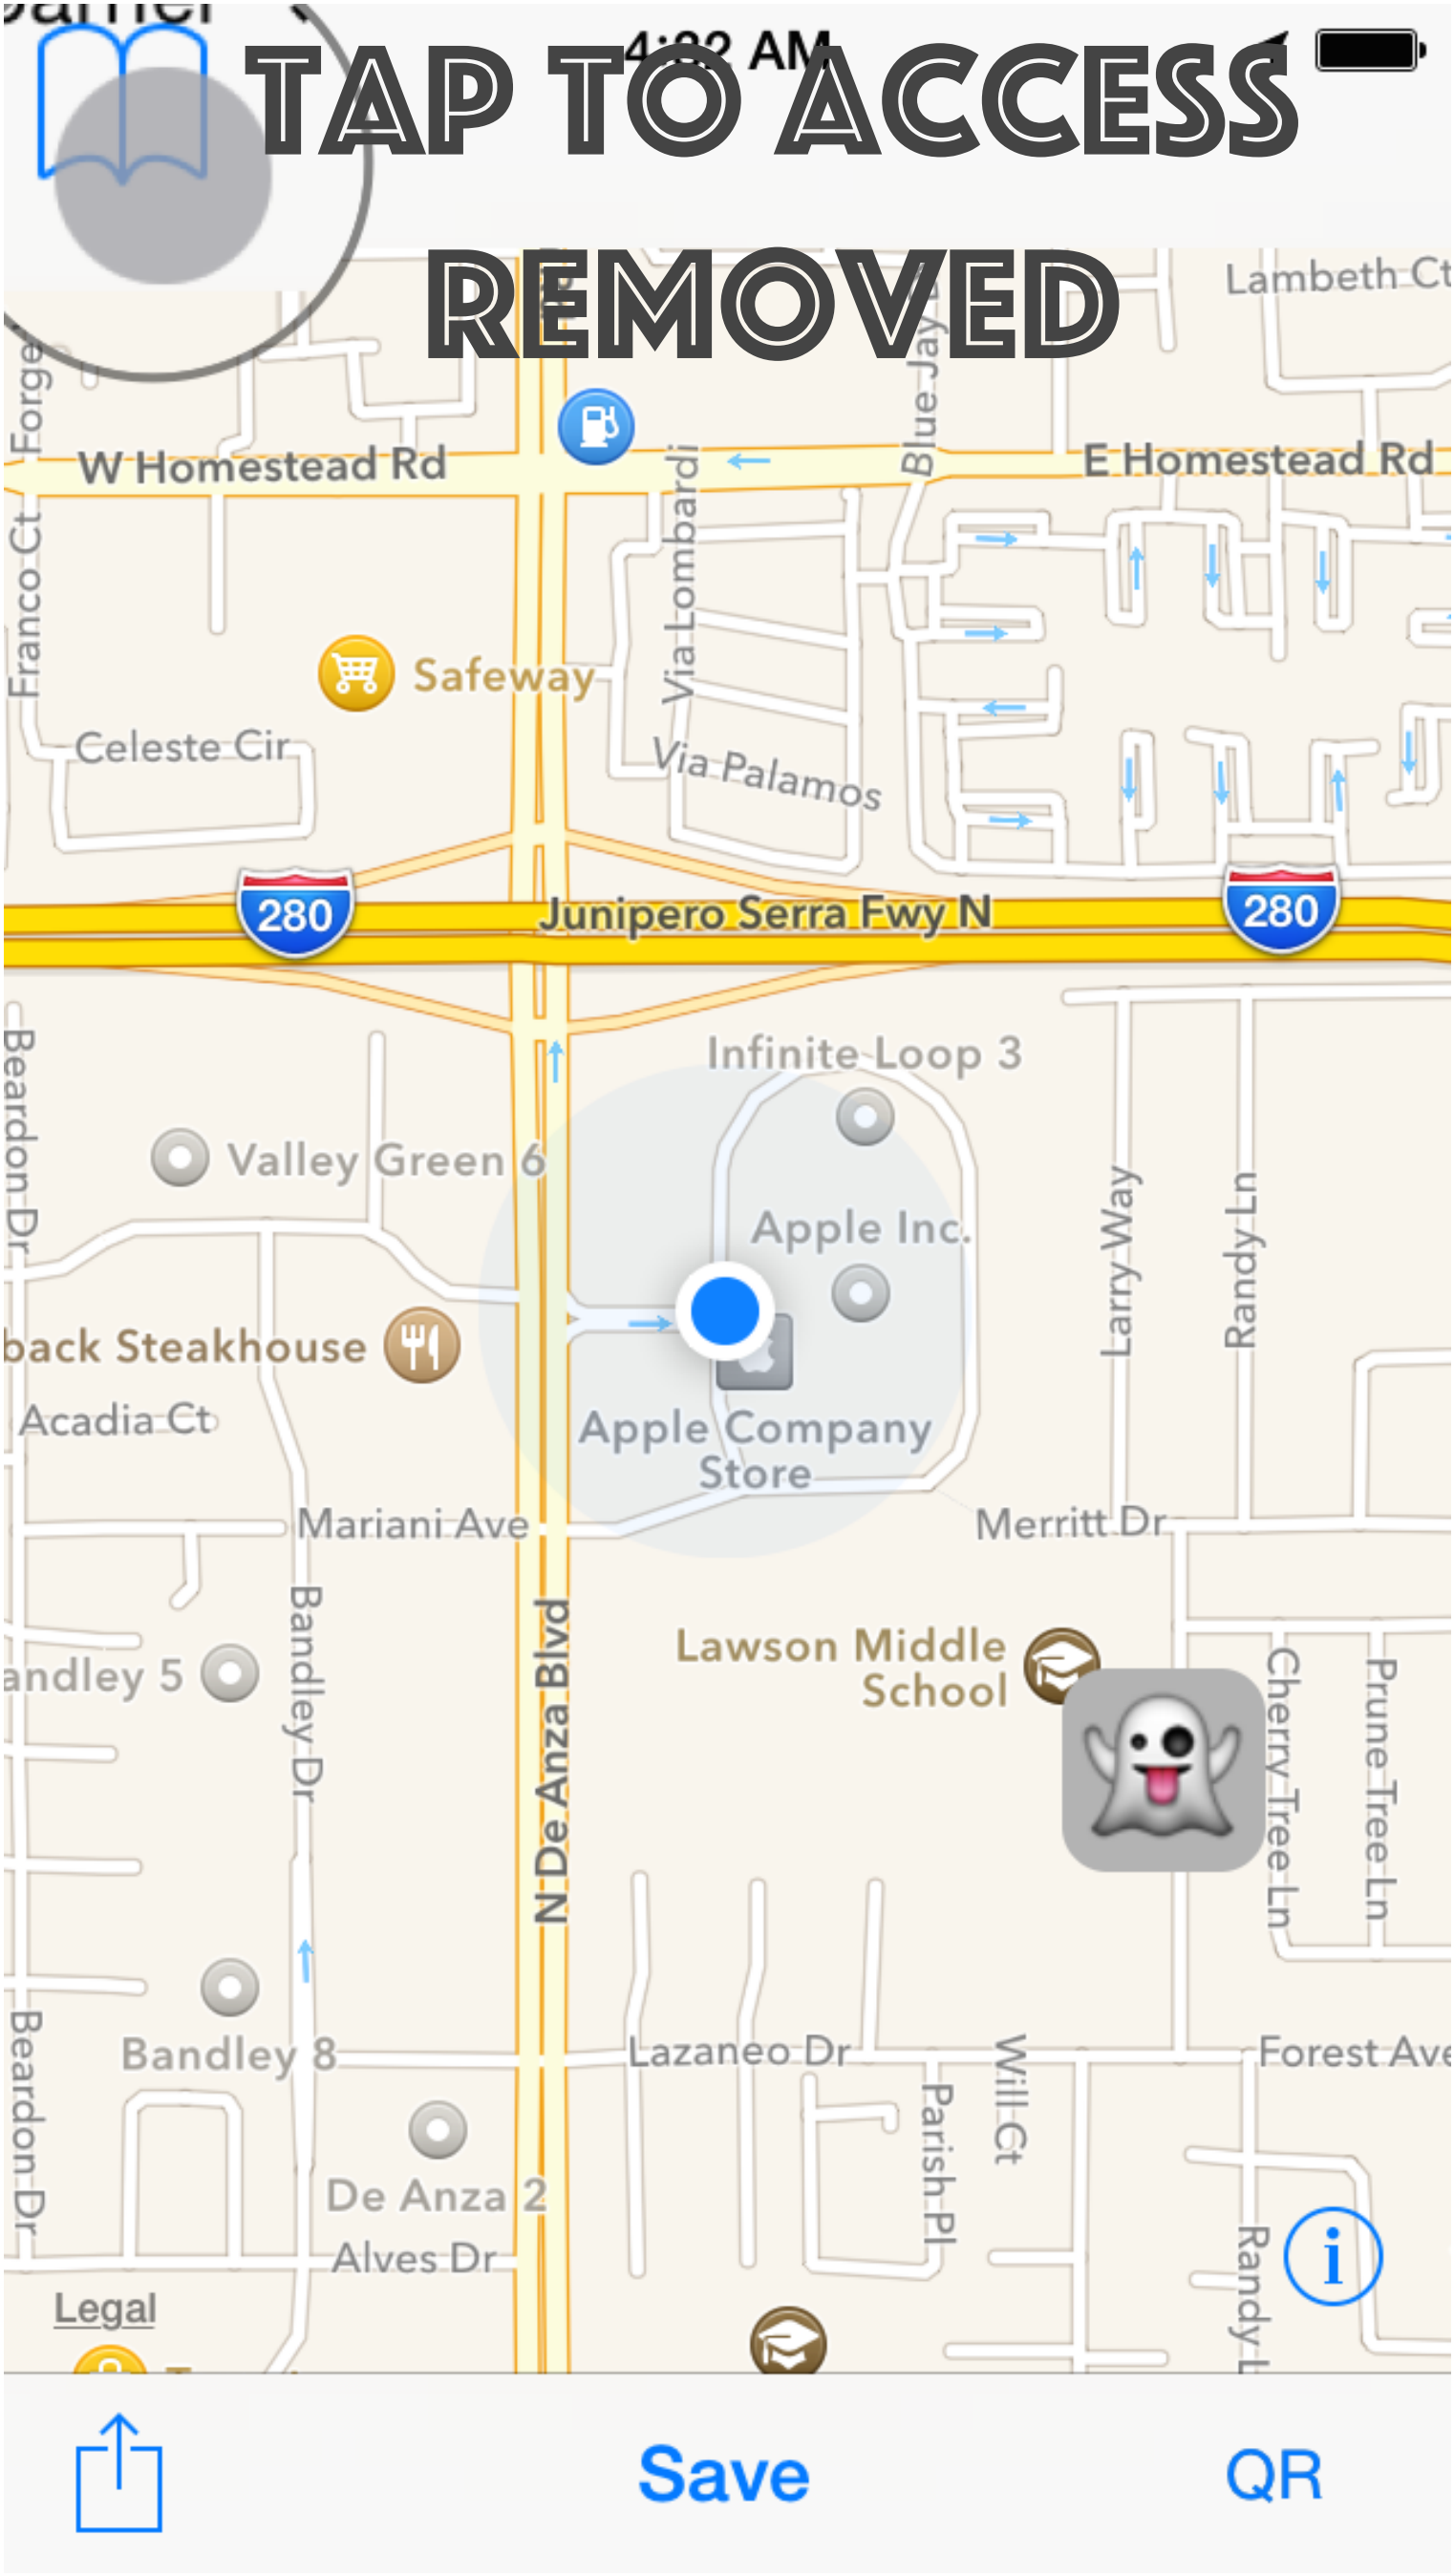 4:32 AM
TAP TO ACCESS
REMOVED
Lambeth Ct
Forge
Blue Jay
W Homestead Rd
E Homestead Rd
Franco Ct
Via Lombardi
Safeway
Celeste Cir
Via Palamos
280
Junipero Serra Fwy N
280
Beardon Dr
Infinite Loop 3
Valley Green 6
Apple Inc.
Larry Way
Randy Ln
back Steakhouse
Acadia Ct
Apple Company
Store
Mariani Ave
Merritt Dr
Bandley Dr
N De Anza Blvd
Lawson Middle
School
andley 5
Cherry Tree Ln
Prune Tree Ln
Bandley 8
Lazaneo Dr
Will Ct
Forest Ave
Beardon Dr
Parish Pl
De Anza 2
Alves Dr
Randy L
i
Legal
Save
QR